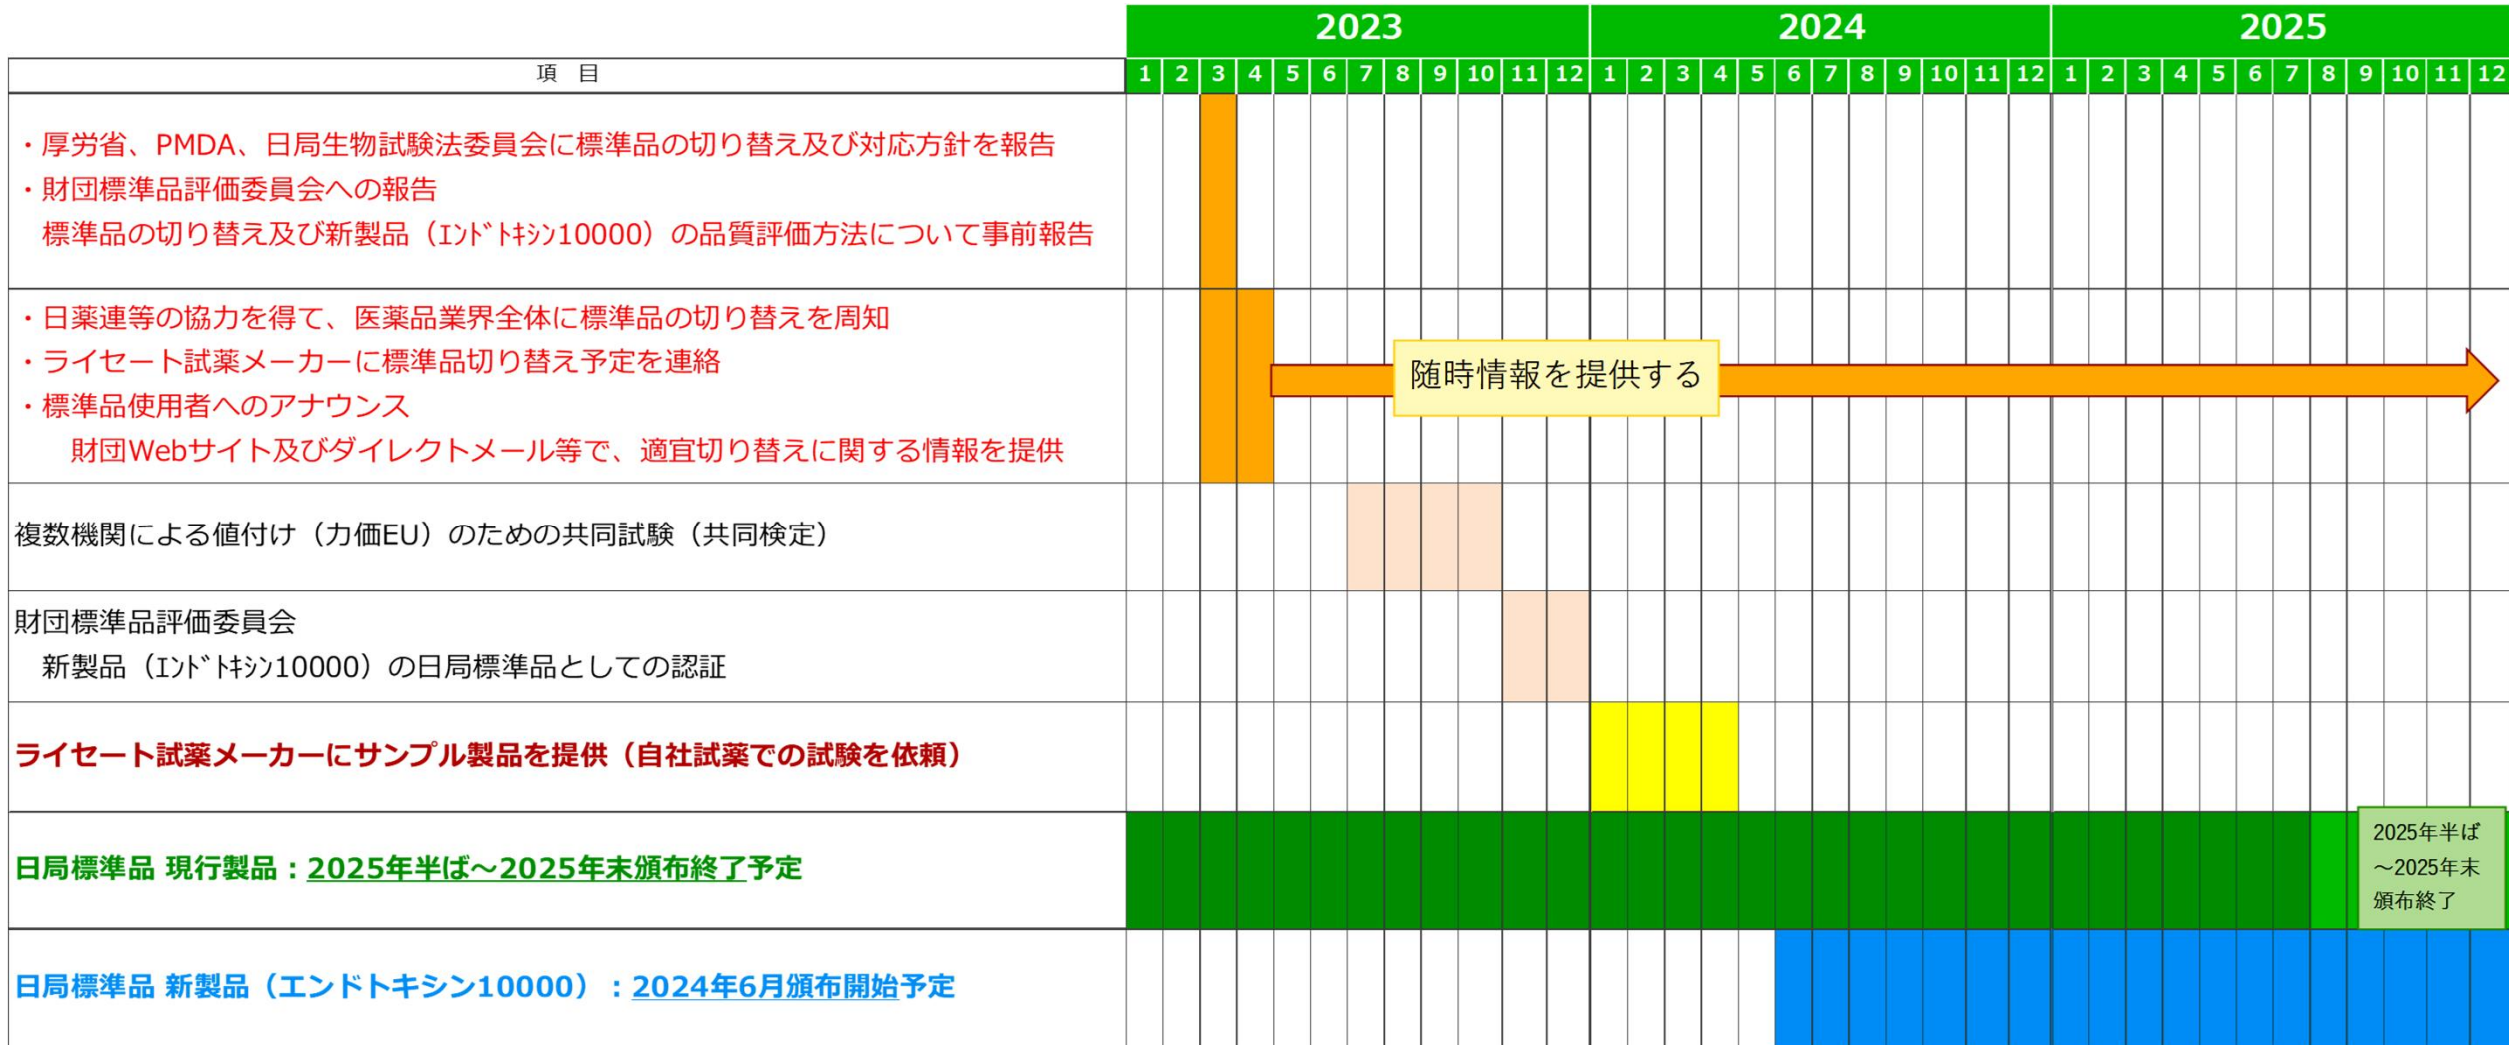 2023 2024 2025
項 目 1 2 3 4 5 6 7 8 9 10 11 12 1 2 3 4 5 6 7 8 9 10 11 12 1 2 3 4 5 6 7 8 9 10 11 12
・厚労省、PMDA、日局生物試験法委員会に標準品の切り替え及び対応方針を報告
・財団標準品評価委員会への報告
標準品の切り替え及び新製品（ｴﾝﾄﾞﾄｷｼﾝ10000）の品質評価方法について事前報告
・日薬連等の協力を得て、医薬品業界全体に標準品の切り替えを周知
・ライセート試薬メーカーに標準品切り替え予定を連絡
・標準品使用者へのアナウンス
財団Webサイト及びダイレクトメール等で、適宜切り替えに関する情報を提供
随時情報を提供する
複数機関による値付け（力価EU）のための共同試験（共同検定）
財団標準品評価委員会
新製品（ｴﾝﾄﾞﾄｷｼﾝ10000）の日局標準品としての認証
ライセート試薬メーカーにサンプル製品を提供（自社試薬での試験を依頼）
日局標準品 現行製品：2025年半ば～2025年末頒布終了予定
2025年半ば
～2025年末
頒布終了
日局標準品 新製品（エンドトキシン10000）：2024年6月頒布開始予定